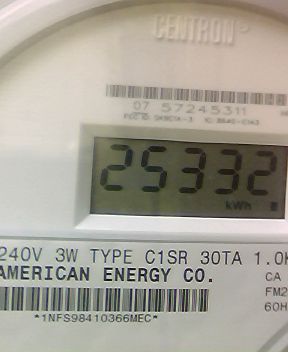 CENTRON
07 57245311
25332
kWh
240V 3W TYPE C1SR 30TA 1.0K
AMERICAN ENERGY CO.
CA
FM2
60H
*1NFS98410366MEC*